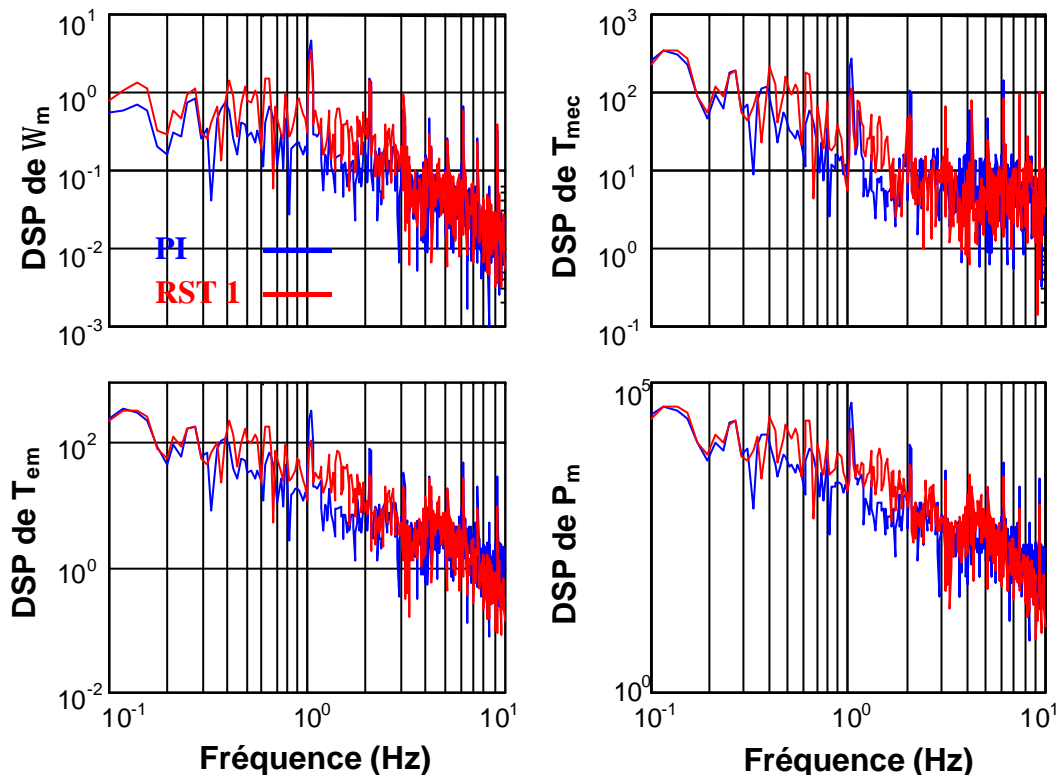 10^1
10^0
10^-1
10^-2
10^-3
DSP de W_m
PI
RST 1
10^3
10^2
10^1
10^0
10^-1
DSP de T_mec
10^2
10^0
10^-2
DSP de T_em
10^-1
10^0
10^1
Fréquence (Hz)
10^5
10^0
DSP de P_m
10^-1
10^0
10^1
Fréquence (Hz)